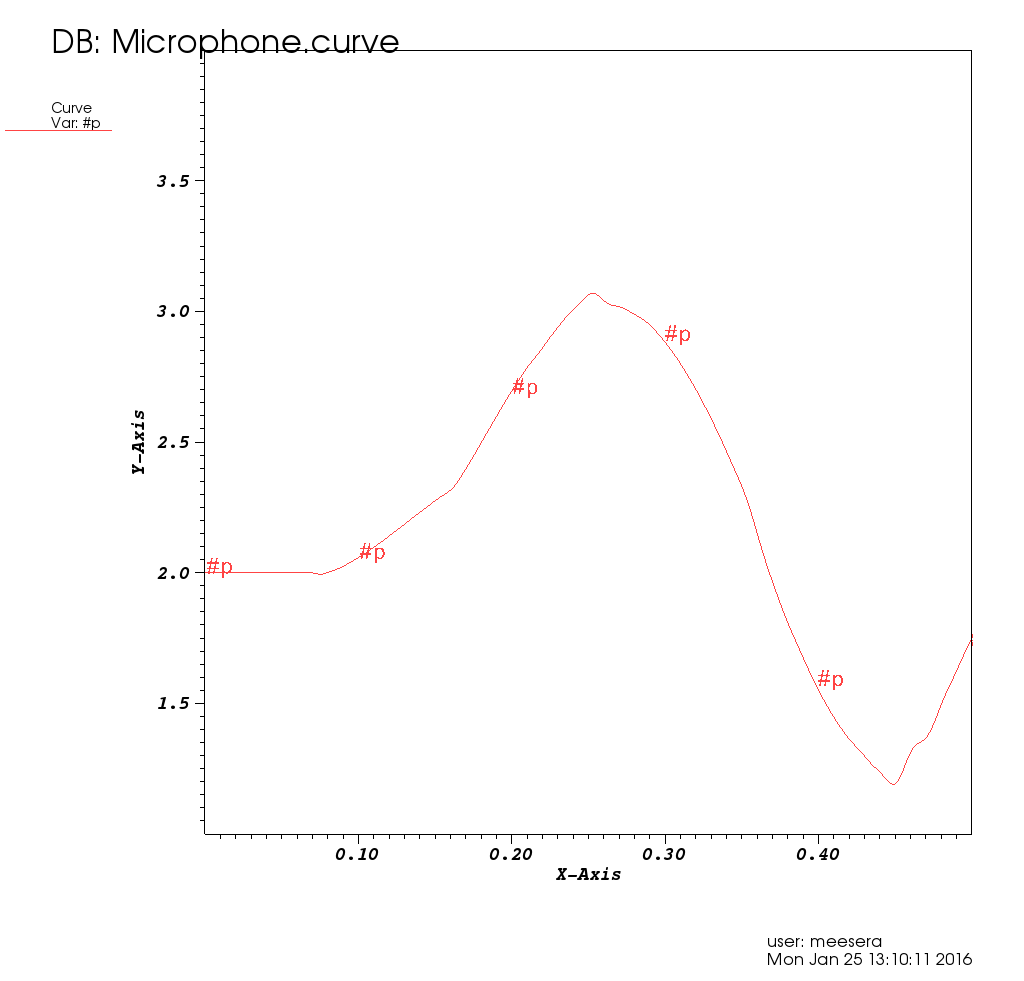 DB: Microphone.curve
Curve
Var: #p
3.5
3.0
2.5
2.0
1.5
Y-Axis
#p
#p
#p
#p
#p
0.10 0.20 0.30 0.40
X-Axis
user: meesera
Mon Jan 25 13:10:11 2016